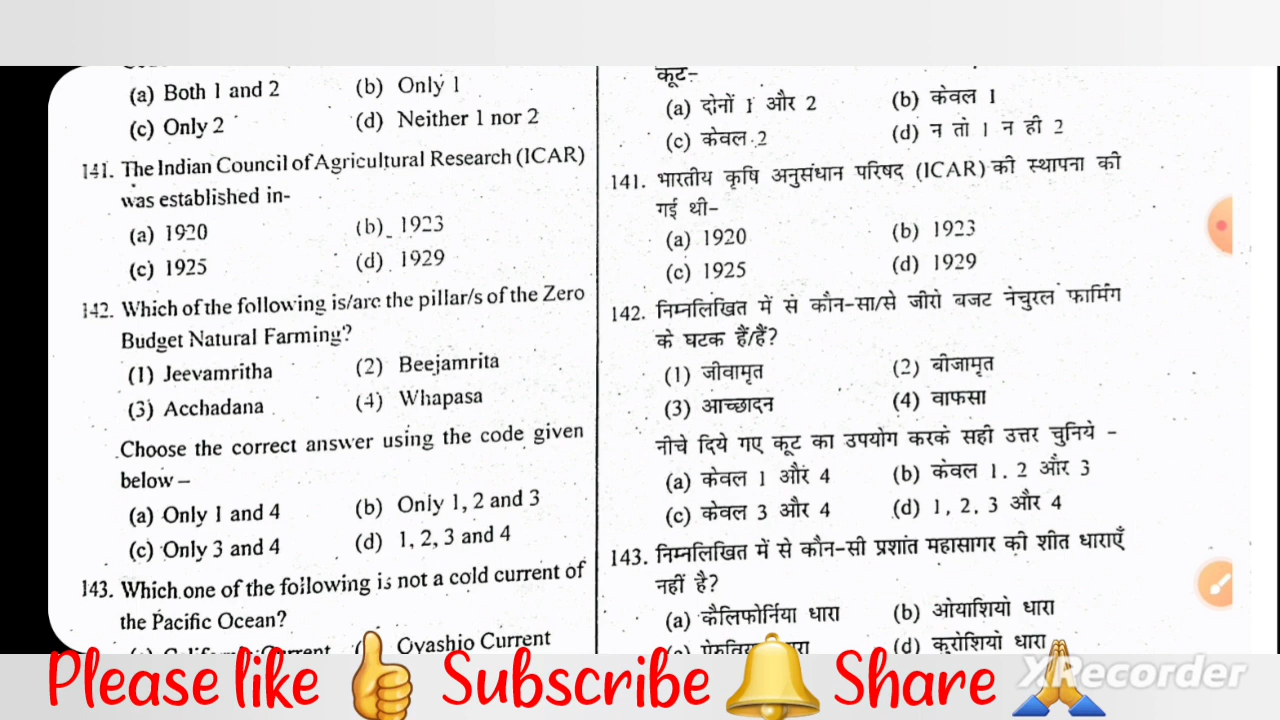 (a) Both 1 and 2 (b) Only 1
(c) Only 2 (d) Neither 1 nor 2
141. The Indian Council of Agricultural Research (ICAR)
was established in-
(a) 1920 (b) 1923
(c) 1925 (d) 1929
142. Which of the following is/are the pillar/s of the Zero
Budget Natural Farming?
(1) Jeevamritha (2) Beejamrita
(3) Acchadana (4) Whapasa
Choose the correct answer using the code given
below –
(a) Only 1 and 4 (b) Only 1, 2 and 3
(c) Only 3 and 4 (d) 1, 2, 3 and 4
143. Which one of the following is not a cold current of
the Pacific Ocean?
Oyashio Current
कूट-
(a) दोनों 1 और 2 (b) केवल 1
(c) केवल 2 (d) न तो 1 न ही 2
141. भारतीय कृषि अनुसंधान परिषद (ICAR) की स्थापना की
गई थी-
(a) 1920 (b) 1923
(c) 1925 (d) 1929
142. निम्नलिखित में से कौन-सा/से जीरो बजट नेचुरल फार्मिंग
के घटक हैं/हैं?
(1) जीवामृत (2) बीजामृत
(3) आच्छादन (4) वाफसा
नीचे दिये गए कूट का उपयोग करके सही उत्तर चुनिये -
(a) केवल 1 और 4 (b) केवल 1, 2 और 3
(c) केवल 3 और 4 (d) 1, 2, 3 और 4
143. निम्नलिखित में से कौन-सी प्रशांत महासागर की शीत धाराएँ
नहीं है?
(a) कैलिफोर्निया धारा (b) ओयाशियो धारा
(d) कुरोशियो धारा
Please like Subscribe Share
XRecorder